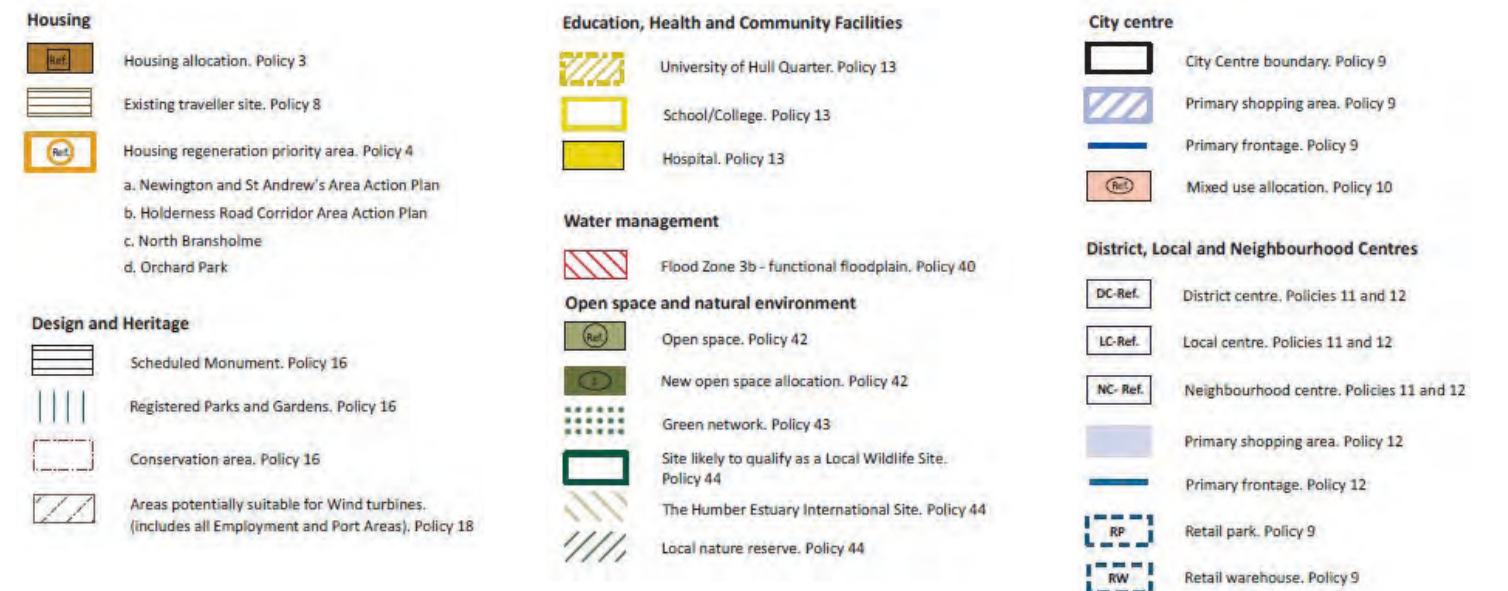 Housing
Ref.
Housing allocation. Policy 3
Existing traveller site. Policy 8
Ref.
Housing regeneration priority area. Policy 4
a. Newington and St Andrew's Area Action Plan
b. Holderness Road Corridor Area Action Plan
c. North Bransholme
d. Orchard Park
Design and Heritage
Scheduled Monument. Policy 16
Registered Parks and Gardens. Policy 16
Conservation area. Policy 16
Areas potentially suitable for Wind turbines.
(includes all Employment and Port Areas). Policy 18
Education, Health and Community Facilities
University of Hull Quarter. Policy 13
School/College. Policy 13
Hospital. Policy 13
Water management
Flood Zone 3b - functional floodplain. Policy 40
Open space and natural environment
Ref.
Open space. Policy 42
New open space allocation. Policy 42
Green network. Policy 43
Site likely to qualify as a Local Wildlife Site.
Policy 44
The Humber Estuary International Site. Policy 44
Local nature reserve. Policy 44
City centre
City Centre boundary. Policy 9
Primary shopping area. Policy 9
Primary frontage. Policy 9
Ref.
Mixed use allocation. Policy 10
District, Local and Neighbourhood Centres
DC-Ref.
District centre. Policies 11 and 12
LC-Ref.
Local centre. Policies 11 and 12
NC- Ref.
Neighbourhood centre. Policies 11 and 12
Primary shopping area. Policy 12
Primary frontage. Policy 12
RP
Retail park. Policy 9
RW
Retail warehouse. Policy 9